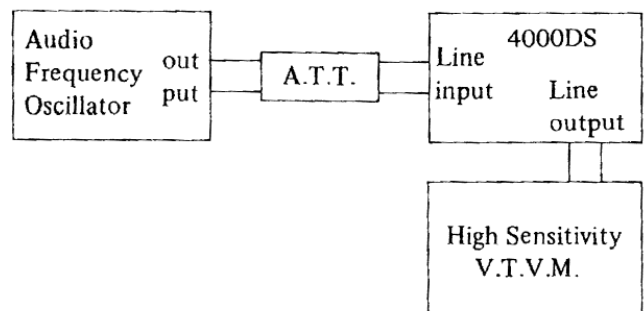 Audio
Frequency
Oscillator
out
put
A.T.T.
4000DS
Line
input
Line
output
High Sensitivity
V.T.V.M.